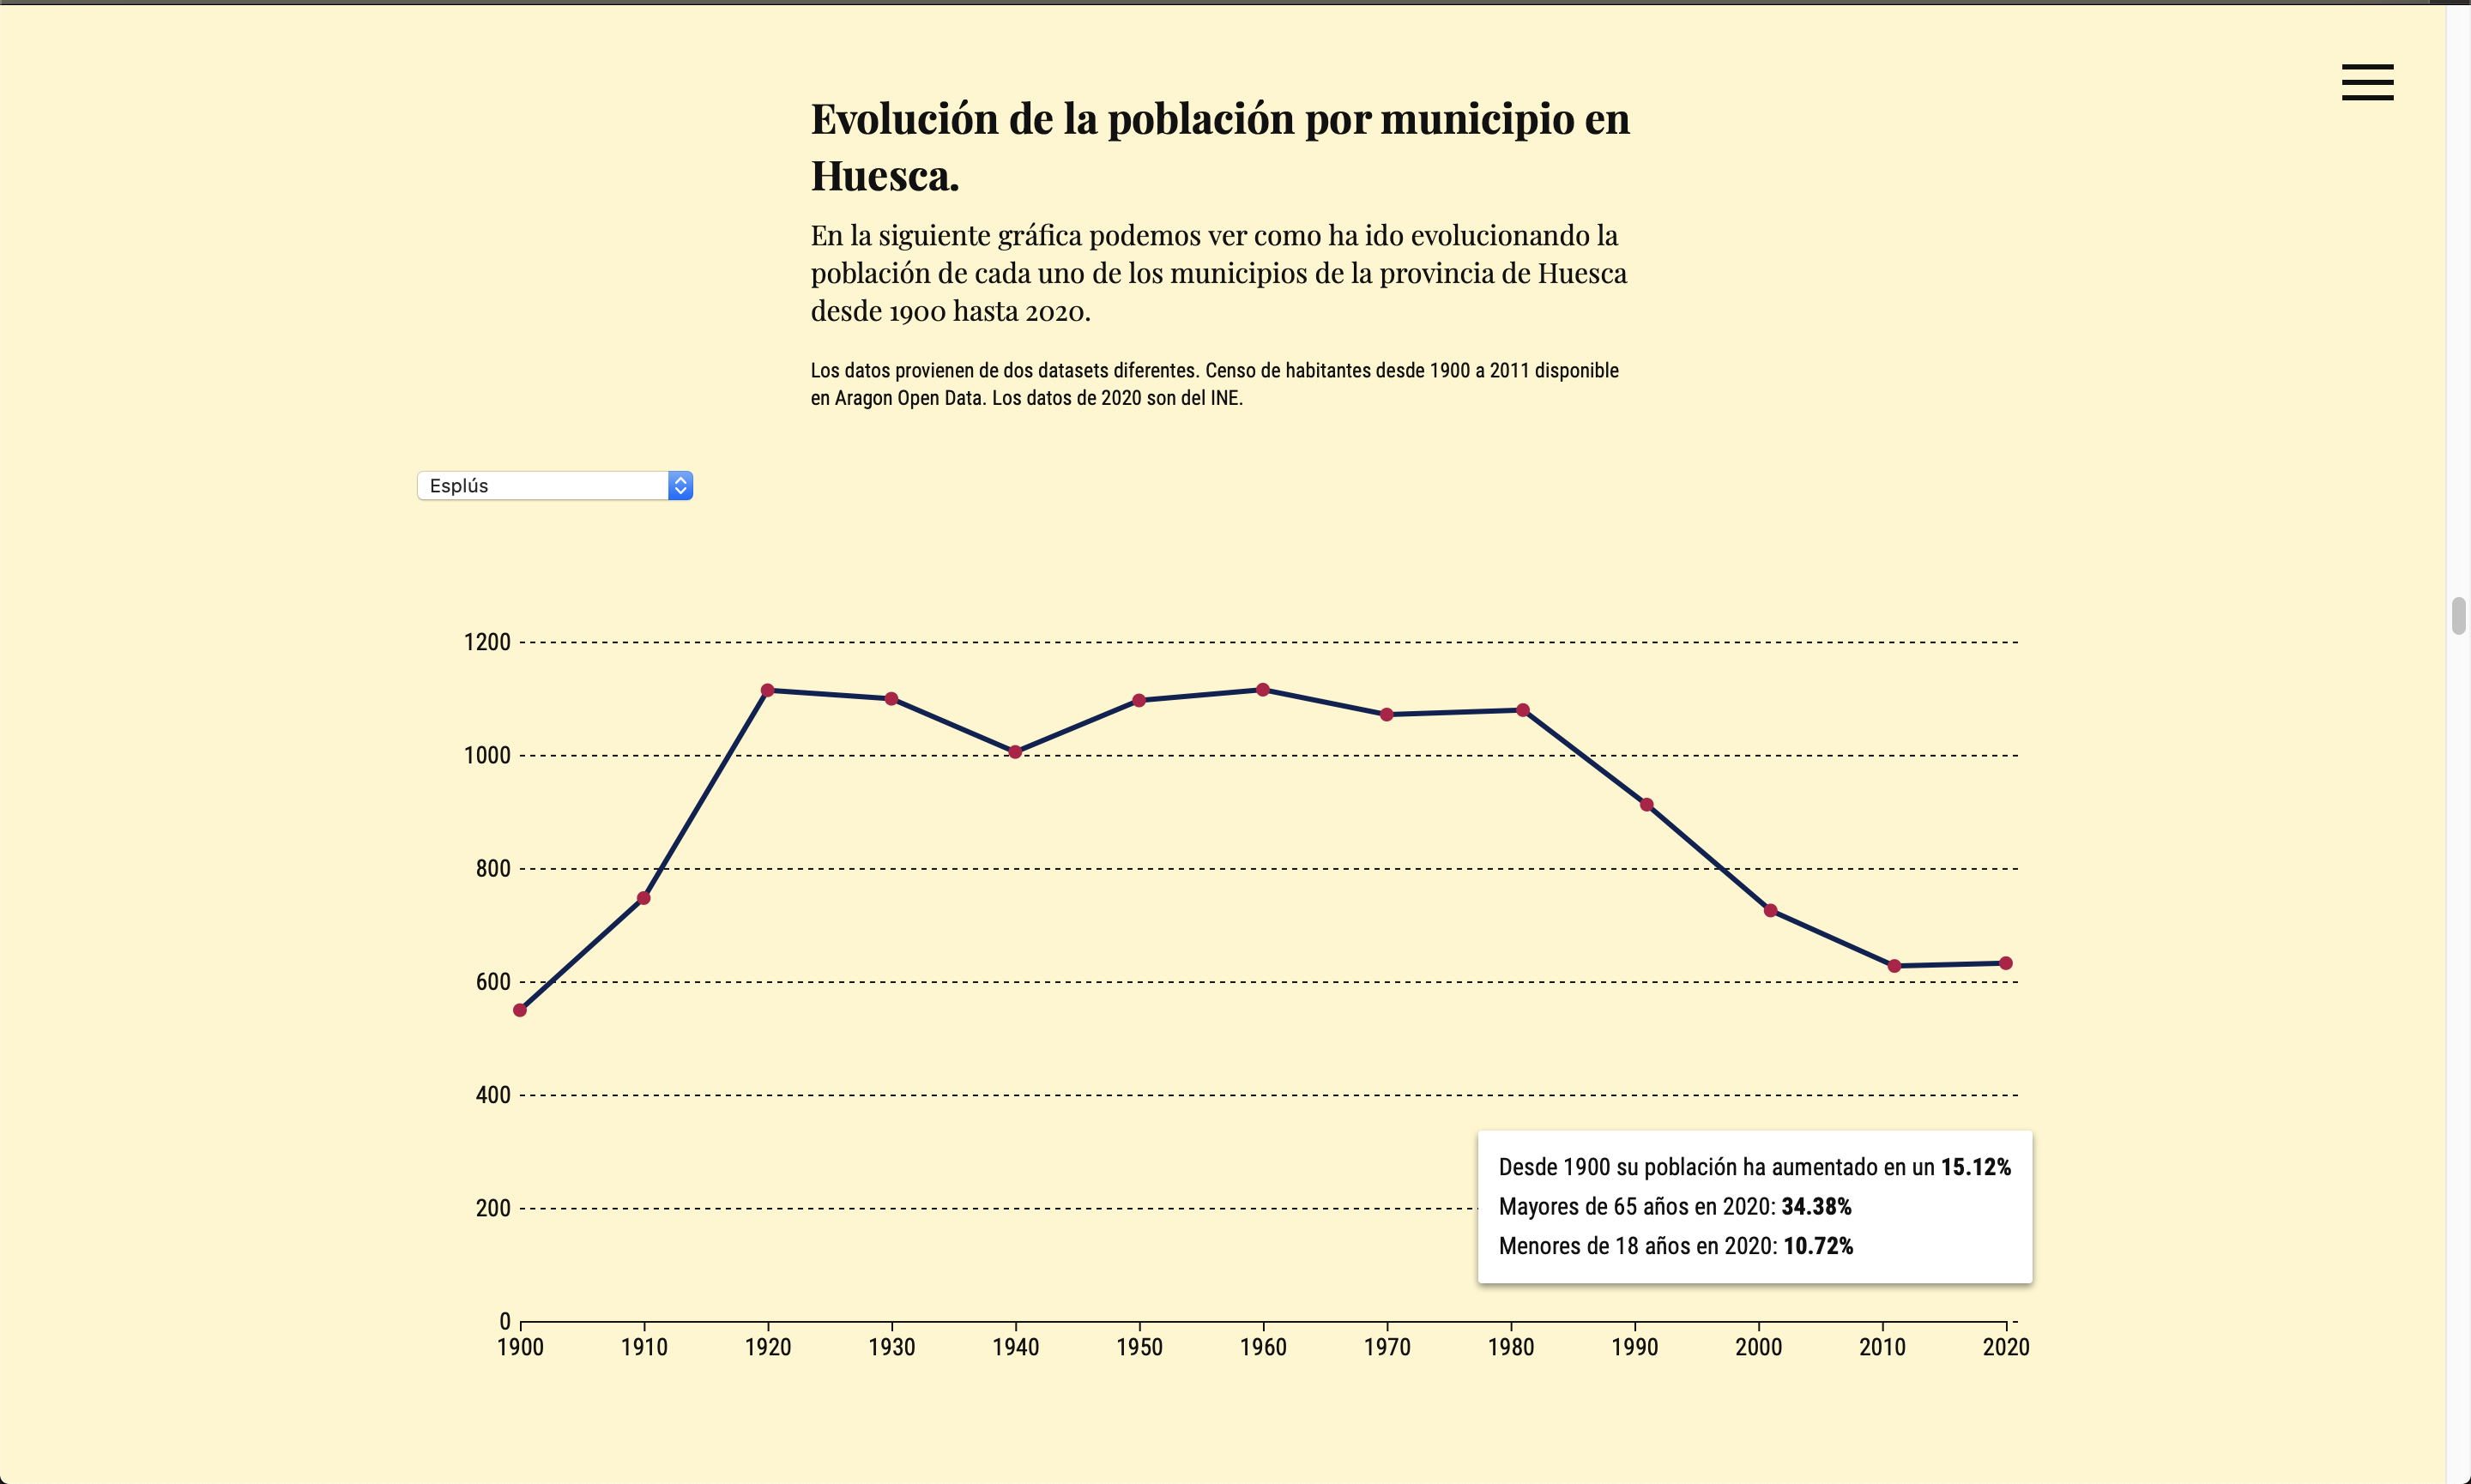 Evolución de la población por municipio en
Huesca.
En la siguiente gráfica podemos ver como ha ido evolucionando la
población de cada uno de los municipios de la provincia de Huesca
desde 1900 hasta 2020.
Los datos provienen de dos datasets diferentes. Censo de habitantes desde 1900 a 2011 disponible
en Aragon Open Data. Los datos de 2020 son del INE.
Esplús
1200
1000
800
600
400
200
0
Desde 1900 su población ha aumentado en un 15.12%
Mayores de 65 años en 2020: 34.38%
Menores de 18 años en 2020: 10.72%
1900 1910 1920 1930 1940 1950 1960 1970 1980 1990 2000 2010 2020